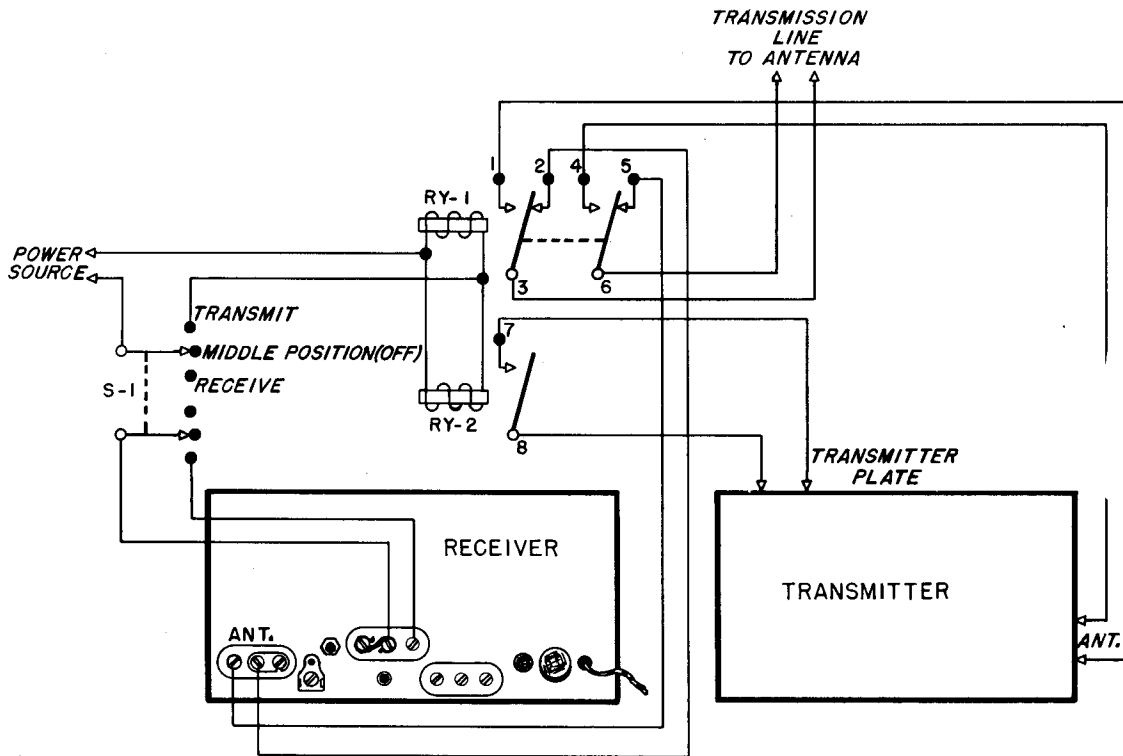 TRANSMISSION
LINE
TO ANTENNA
1
2
4
5
RY-1
POWER
SOURCE
3
6
TRANSMIT
7
MIDDLE POSITION(OFF)
RECEIVE
S-1
RY-2
8
TRANSMITTER
PLATE
RECEIVER
TRANSMITTER
ANT.
ANT.